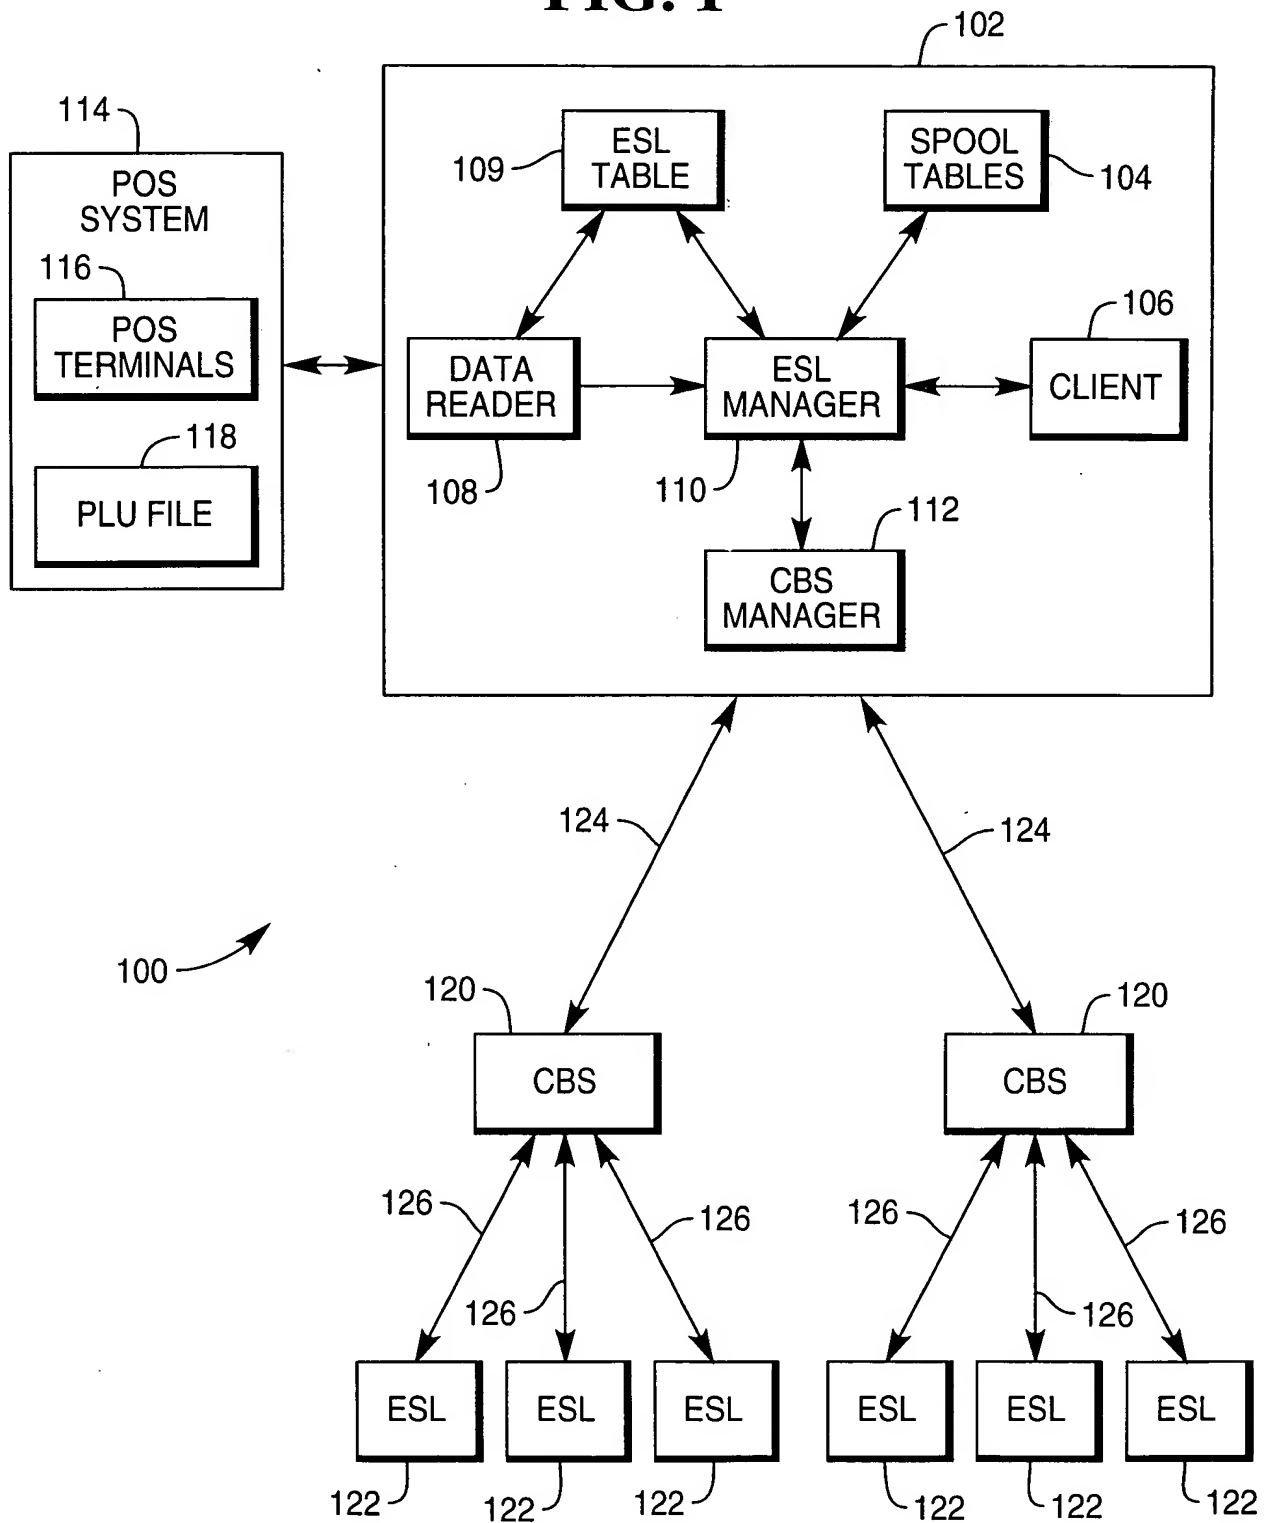 FIG. 1
102
114
POS
SYSTEM
116
POS
TERMINALS
118
PLU FILE
109
ESL
TABLE
SPOOL
TABLES
104
106
DATA
READER
ESL
MANAGER
CLIENT
108
110
112
CBS
MANAGER
124
124
100
120
120
CBS
CBS
126
126
126
126
126
126
ESL
ESL
ESL
ESL
ESL
ESL
122
122
122
122
122
122